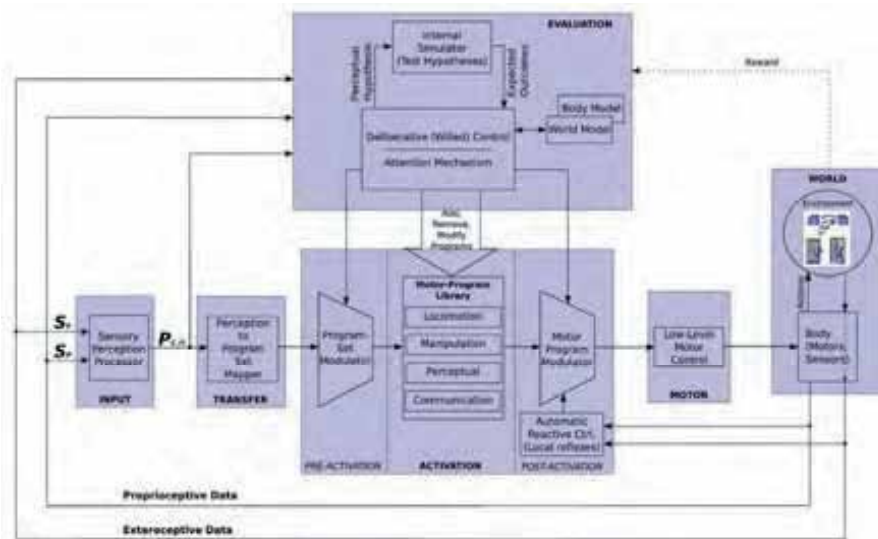 EVALUATION
Internal
Simulator
(Test Hypotheses)
Perceptual
Hypothesis
Expected
Outcomes
Body Model
World Model
Deliberative (Willed) Control
Attention Mechanism
Reward
WORLD
Environment
Add,
Remove,
Modify
Programs
Motor-Program
Library
Locomotion
Manipulation
Perceptual
Communication
Sensory
Perception
Processor
INPUT
Perception
to
Program
Set
Mapper
TRANSFER
Program
Set
Modulator
PRE-ACTIVATION
ACTIVATION
Motor
Program
Modulator
Automatic
Reactive Ctrl.
(Local reflexes)
POST-ACTIVATION
Low-Level
Motor
Control
MOTOR
Body
(Motors,
Sensors)
Proprioceptive Data
Exteroceptive Data